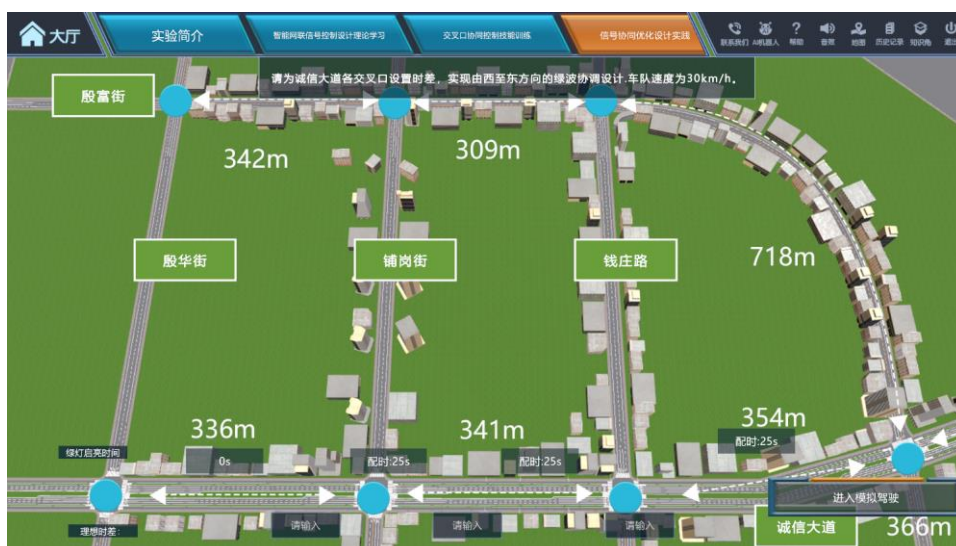 大厅
实验简介
智能网联信号控制设计理论学习
交叉口协同控制技能训练
信号协同优化设计实践
联系我们 AI机器人 帮助 音效 地图 历史记录 知识角 退出
请为诚信大道各交叉口设置时差，实现由西至东方向的绿波协调设计.车队速度为30km/h。
殷富街
342m
309m
殷华街
铺岗街
钱庄路
718m
336m
341m
354m
绿灯启亮时间
0s
配时:25s
配时:25s
配时:25s
进入模拟驾驶
理想时差:
请输入
请输入
请输入
诚信大道
366m